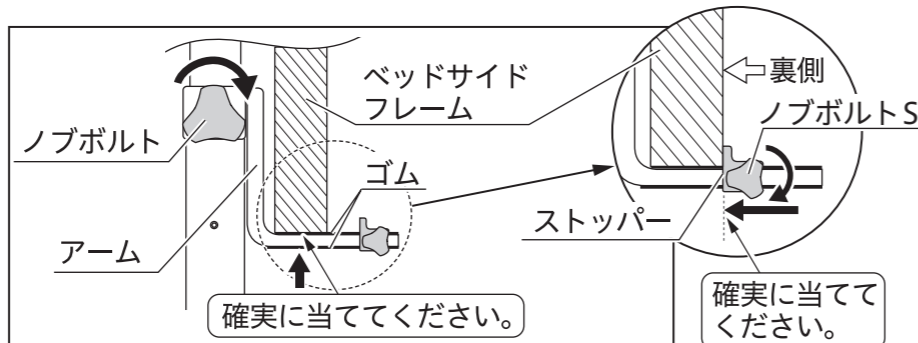 ベッドサイド
フレーム
ノブボルト
ゴム
アーム
確実に当ててください。
裏側
ノブボルトS
ストッパー
確実に当てて
ください。